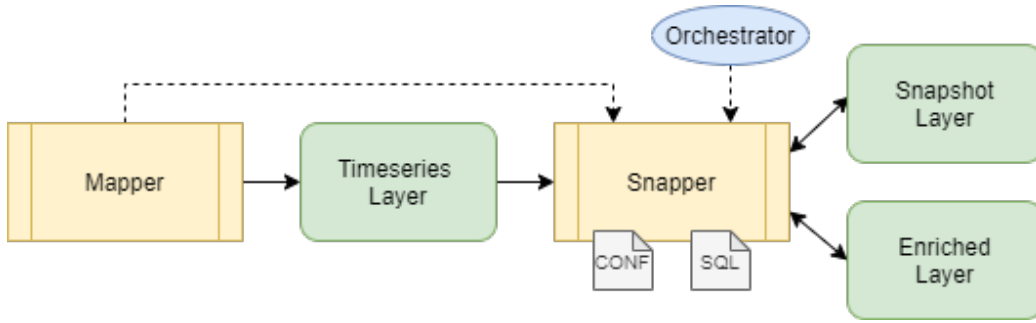 Orchestrator
Snapshot
Layer
Mapper
Timeseries
Layer
Snapper
CONF
SQL
Enriched
Layer